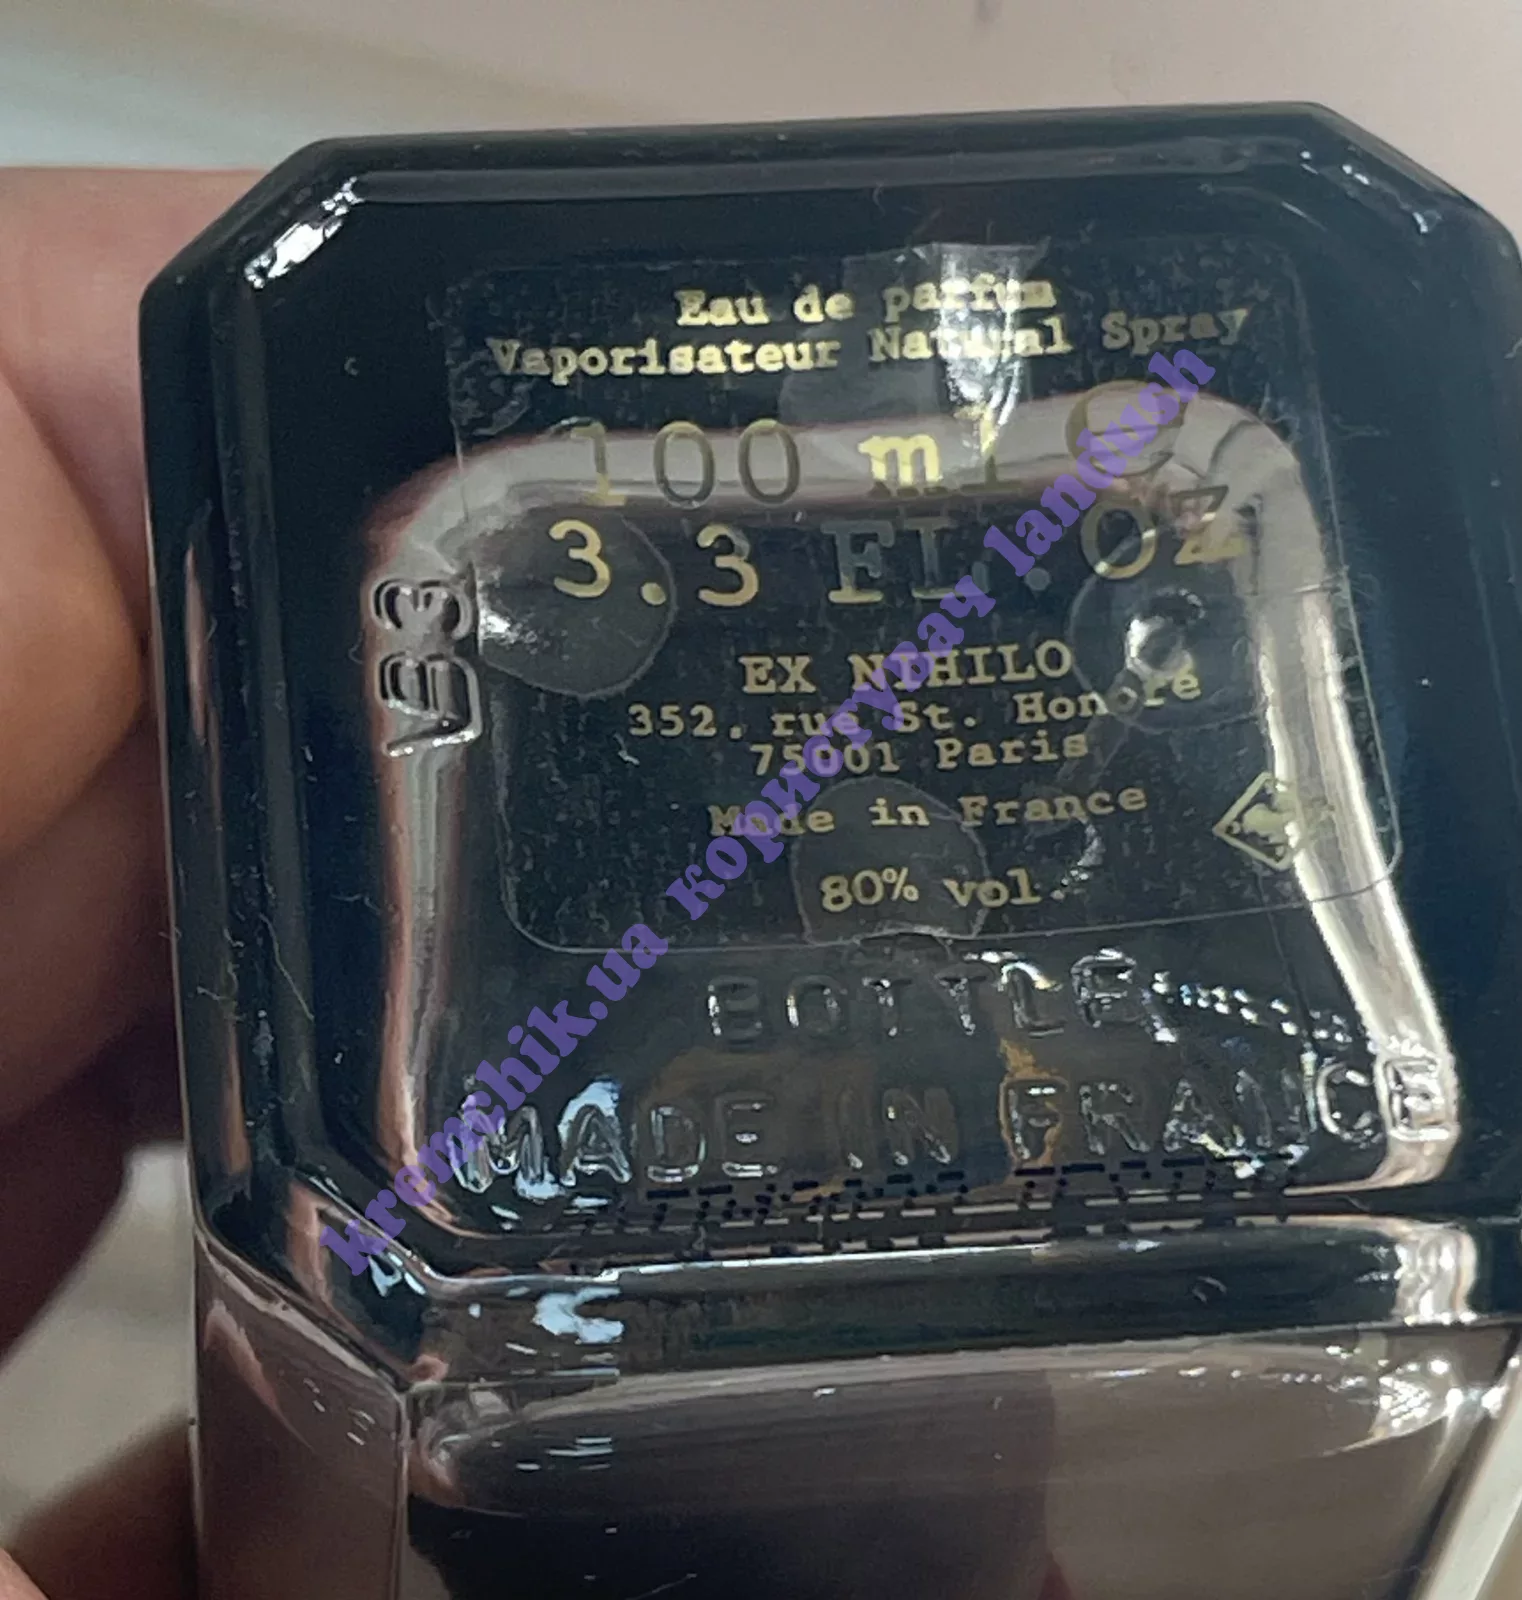 Eau de parfum
Vaporisateur Natural Spray
100 ml e
3.3 FL. OZ
EX NIHILO
352, rue St. Honoré
75001 Paris
Made in France
80% vol.
BOTTLE
MADE IN FRANCE
kremchik.ua користувач landush